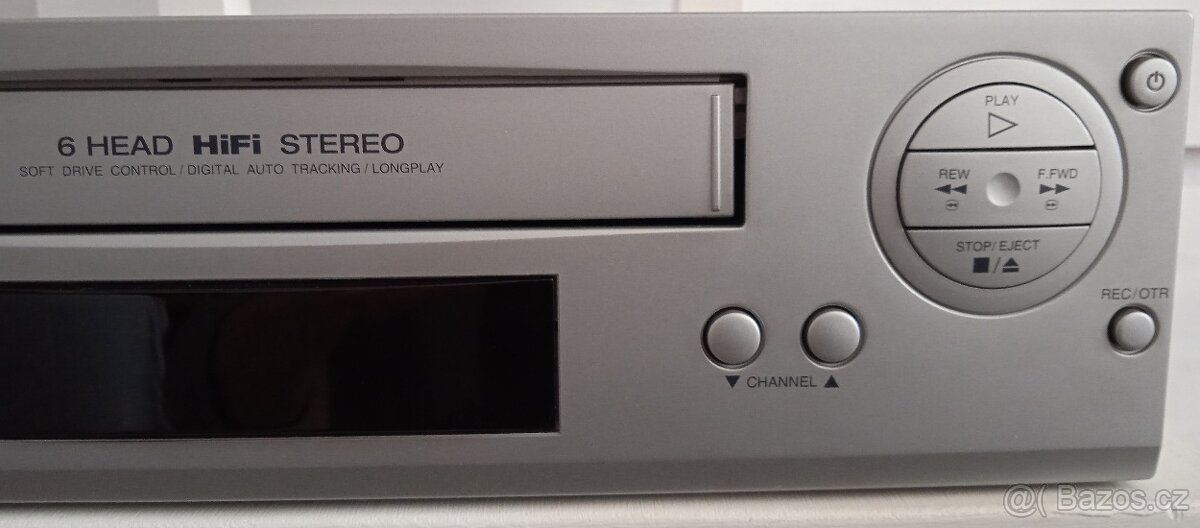 6 HEAD HiFi STEREO
SOFT DRIVE CONTROL / DIGITAL AUTO TRACKING / LONGPLAY
PLAY
REW F.FWD
STOP/EJECT
REC/OTR
▼ CHANNEL ▲
@( Bazos.cz